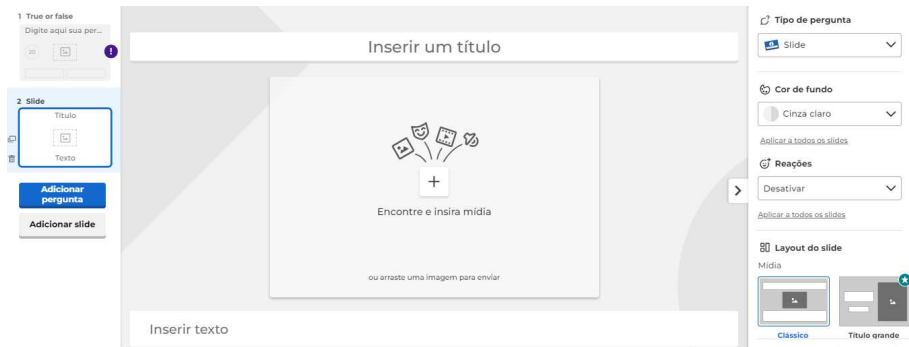 1 True or false
Digite aqui sua per...
20
2 Slide
Título
Texto
Adicionar
pergunta
Adicionar slide
Inserir um título
Encontre e insira mídia
ou arraste uma imagem para enviar
Inserir texto
Tipo de pergunta
Slide
Cor de fundo
Cinza claro
Aplicar a todos os slides
Reações
Desativar
Aplicar a todos os slides
Layout do slide
Mídia
Clássico
Título grande